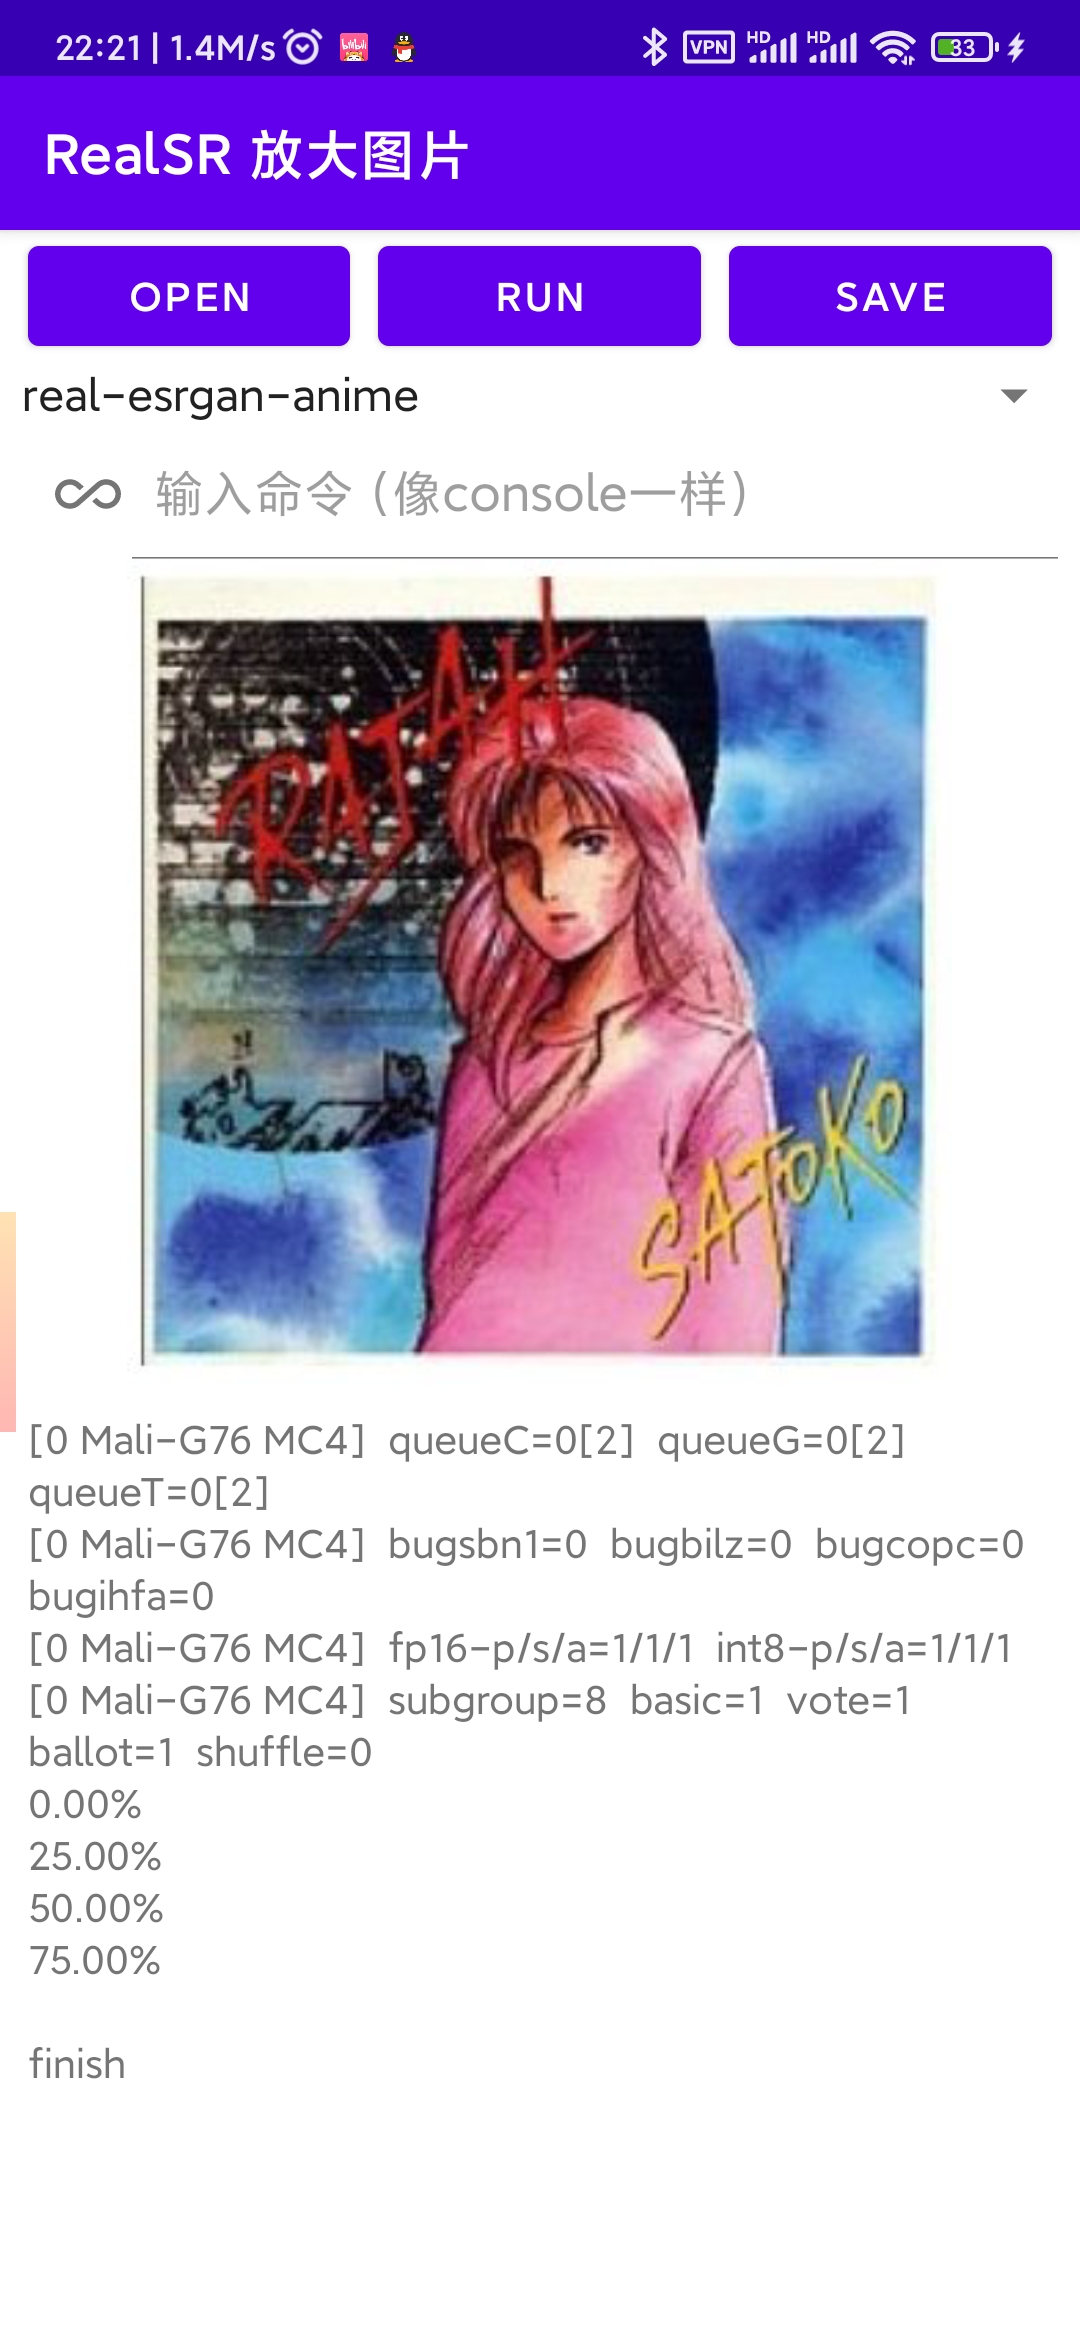 22:21 | 1.4M/s
VPN HD HD 33
RealSR 放大图片
OPEN RUN SAVE
real-esrgan-anime
输入命令 (像console一样)
RAJAH
SATOKO
[0 Mali-G76 MC4]  queueC=0[2]  queueG=0[2]
queueT=0[2]
[0 Mali-G76 MC4]  bugsbn1=0  bugbilz=0  bugcopc=0
bugihfa=0
[0 Mali-G76 MC4]  fp16-p/s/a=1/1/1  int8-p/s/a=1/1/1
[0 Mali-G76 MC4]  subgroup=8  basic=1  vote=1
ballot=1  shuffle=0
0.00%
25.00%
50.00%
75.00%
finish